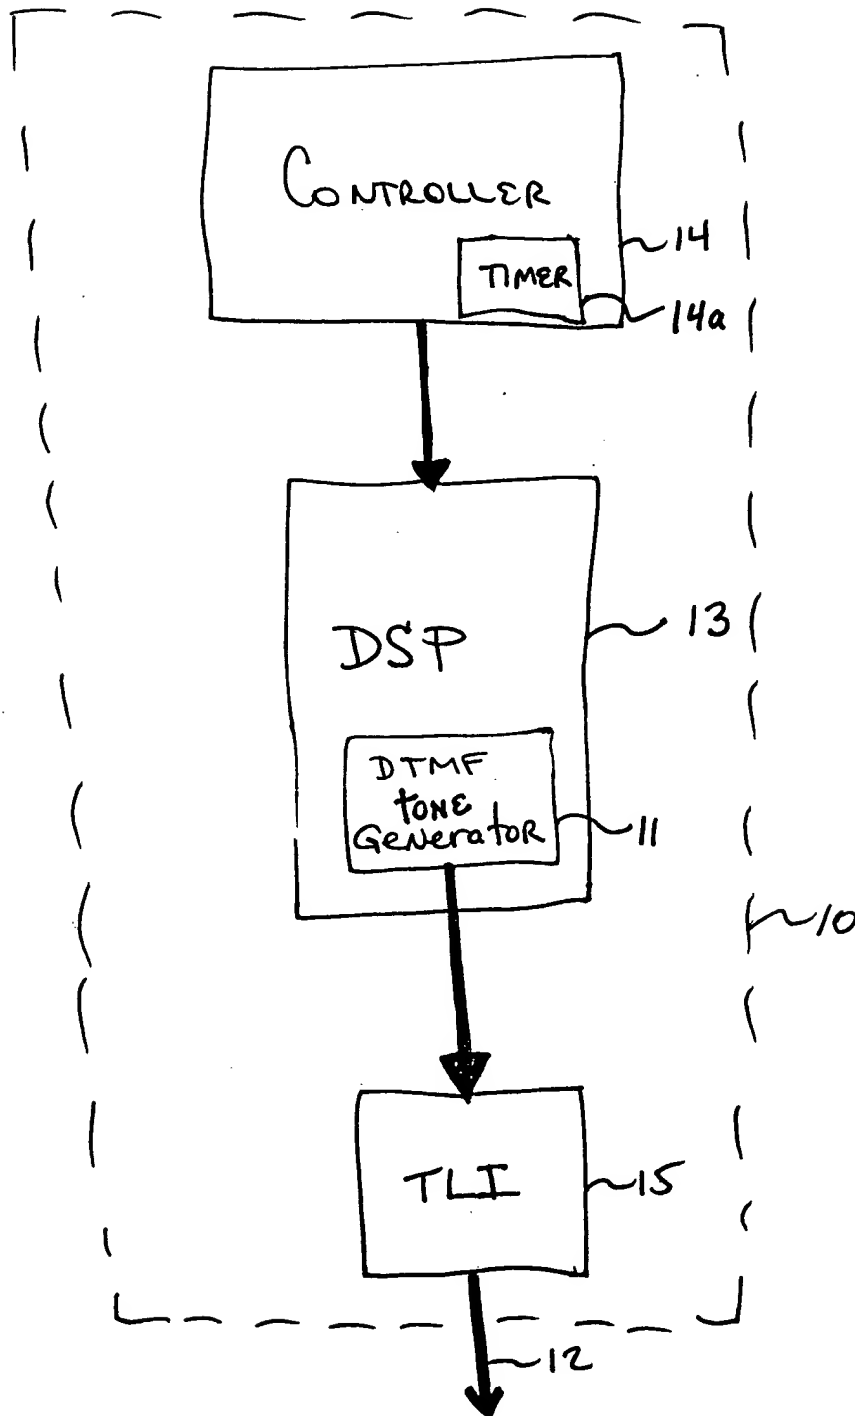 CONTROLLER
TIMER
14
14a
DSP
13
DTMF
tONE
GeNeratoR
11
10
TLI
15
12